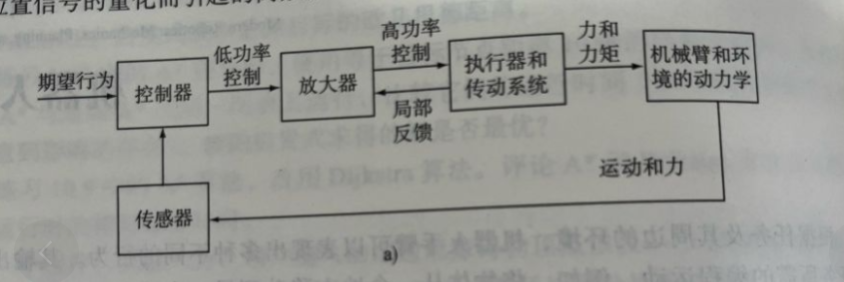 位置信号的量化而引起的
期望行为
控制器
低功率
控制
放大器
高功率
控制
局部
反馈
执行器和
传动系统
力和
力矩
机械臂和环
境的动力学
运动和力
传感器
a)